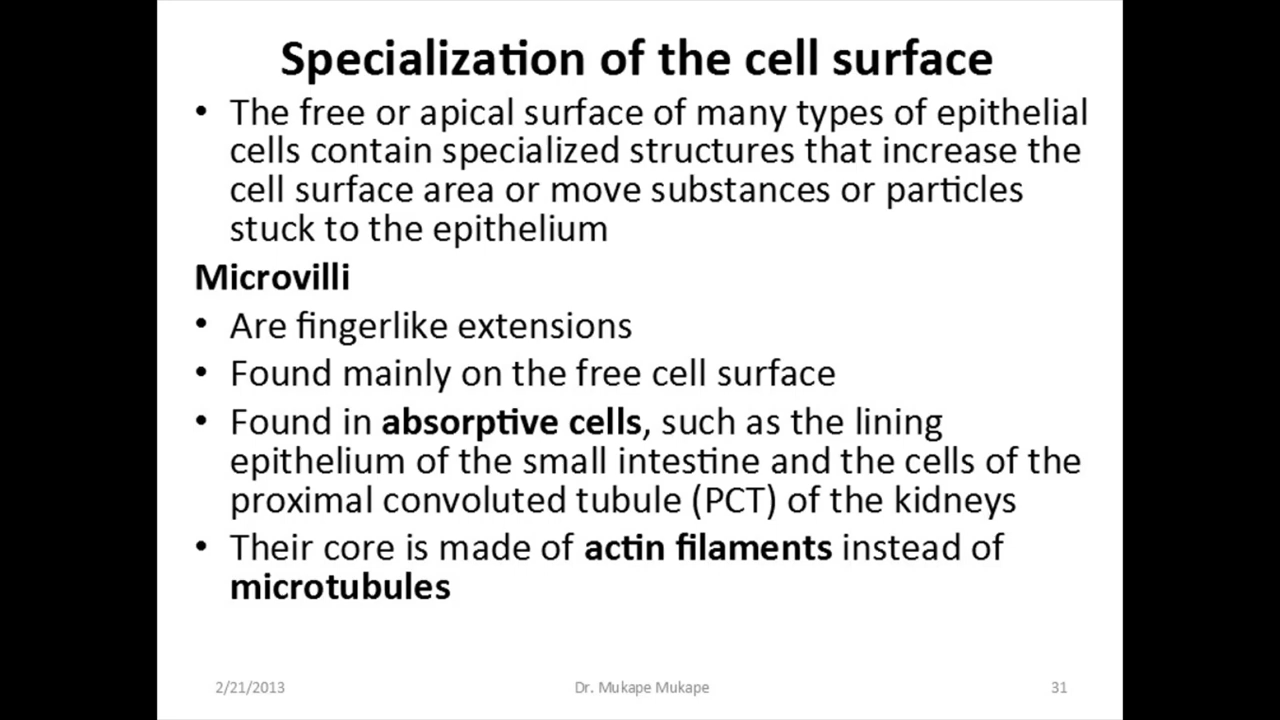 Specialization of the cell surface
• The free or apical surface of many types of epithelial
cells contain specialized structures that increase the
cell surface area or move substances or particles
stuck to the epithelium
Microvilli
• Are fingerlike extensions
• Found mainly on the free cell surface
• Found in absorptive cells, such as the lining
epithelium of the small intestine and the cells of the
proximal convoluted tubule (PCT) of the kidneys
• Their core is made of actin filaments instead of
microtubules
2/21/2013
Dr. Mukape Mukape
31